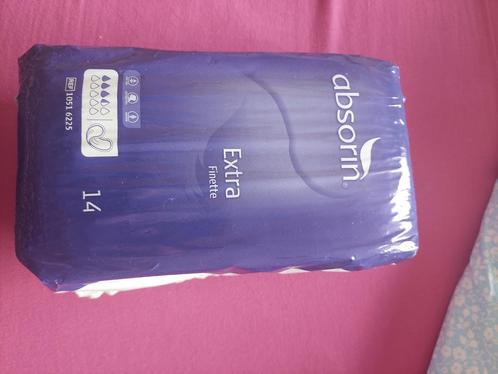 absorin®
Extra
Finette
REF 1051 6225
14